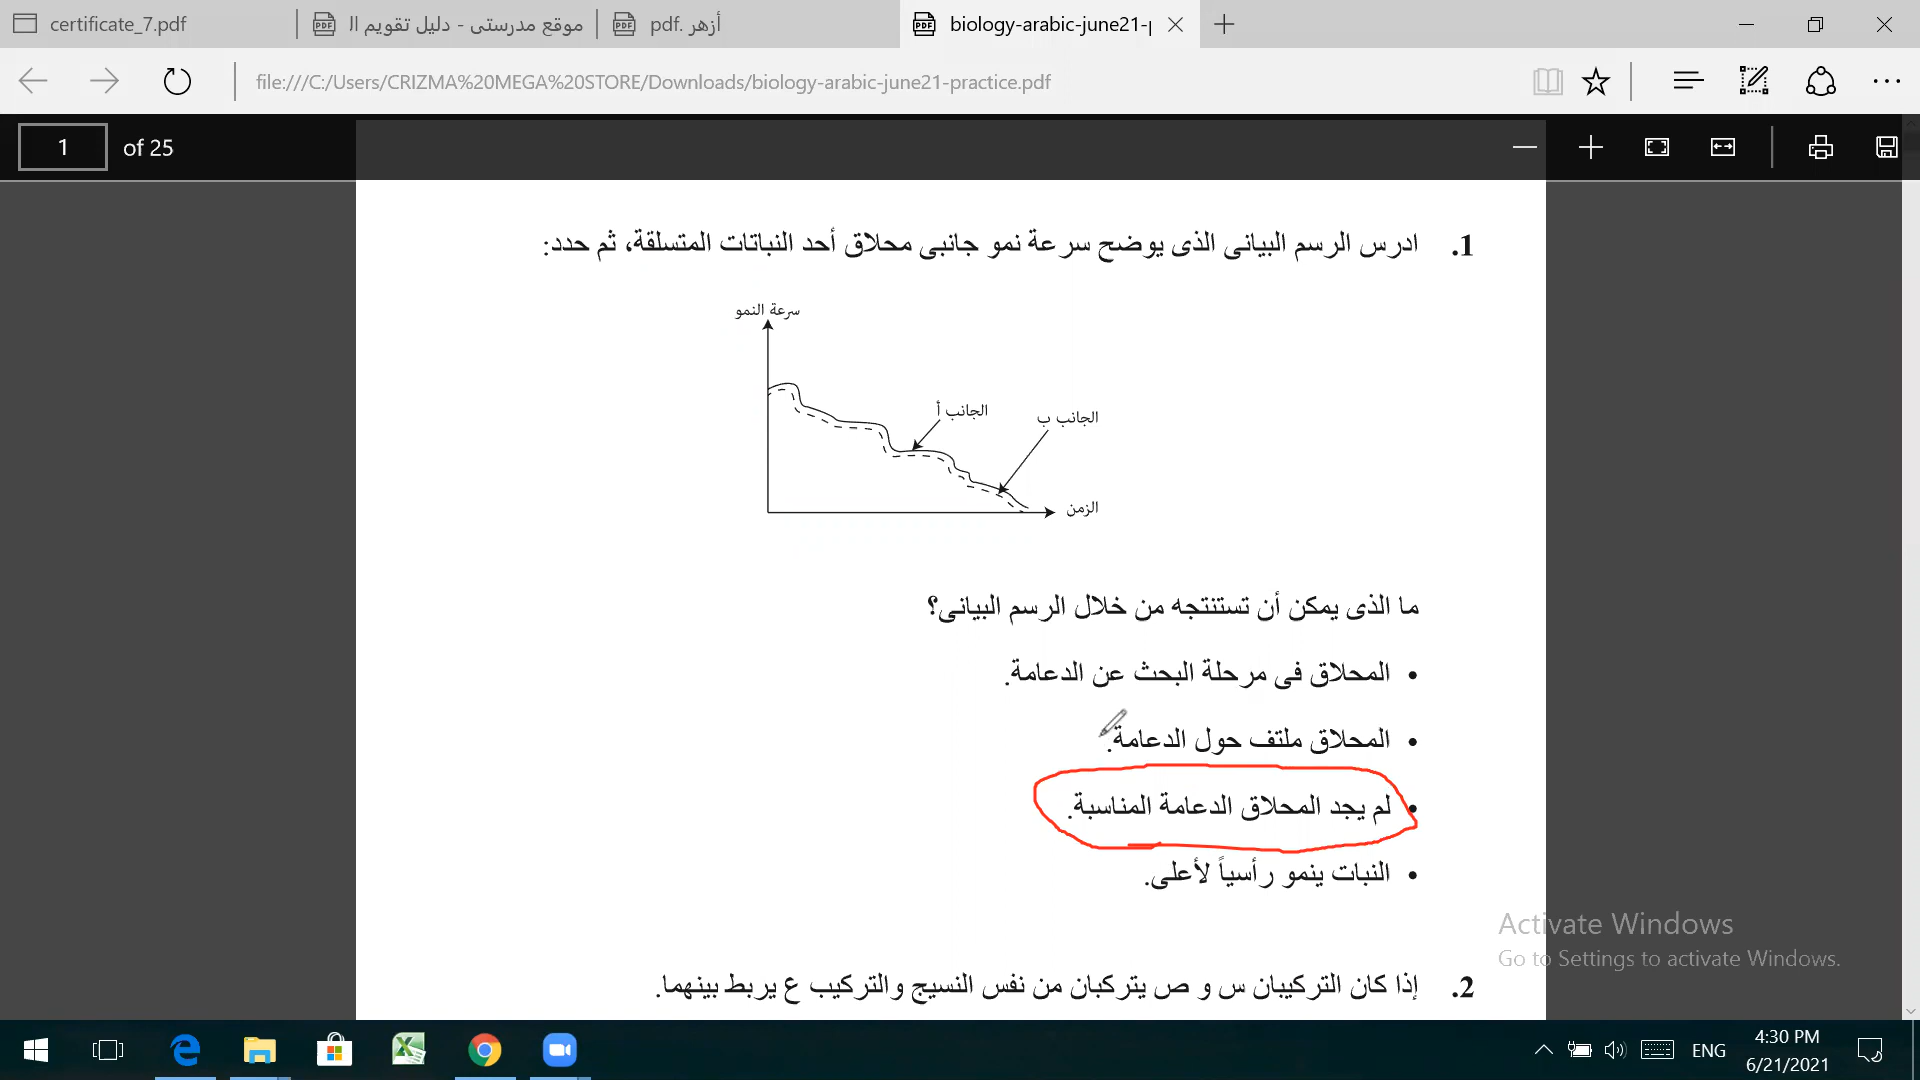 certificate_7.pdf
موقع مدرستى - دليل تقويم ال
أزهر .pdf
biology-arabic-june21-p
file:///C:/Users/CRIZMA%20MEGA%20STORE/Downloads/biology-arabic-june21-practice.pdf
1 of 25
1. ادرس الرسم البيانى الذى يوضح سرعة نمو جانبى محلاق أحد النباتات المتسلقة، ثم حدد:
سرعة النمو
الجانب أ
الجانب ب
الزمن
ما الذى يمكن أن تستنتجه من خلال الرسم البيانى؟
• المحلاق فى مرحلة البحث عن الدعامة.
• المحلاق ملتف حول الدعامة.
• لم يجد المحلاق الدعامة المناسبة.
• النبات ينمو رأسياً لأعلى.
Activate Windows
Go to Settings to activate Windows.
2. إذا كان التركيبان س و ص يتركبان من نفس النسيج والتركيب ع يربط بينهما.
ENG
4:30 PM
6/21/2021